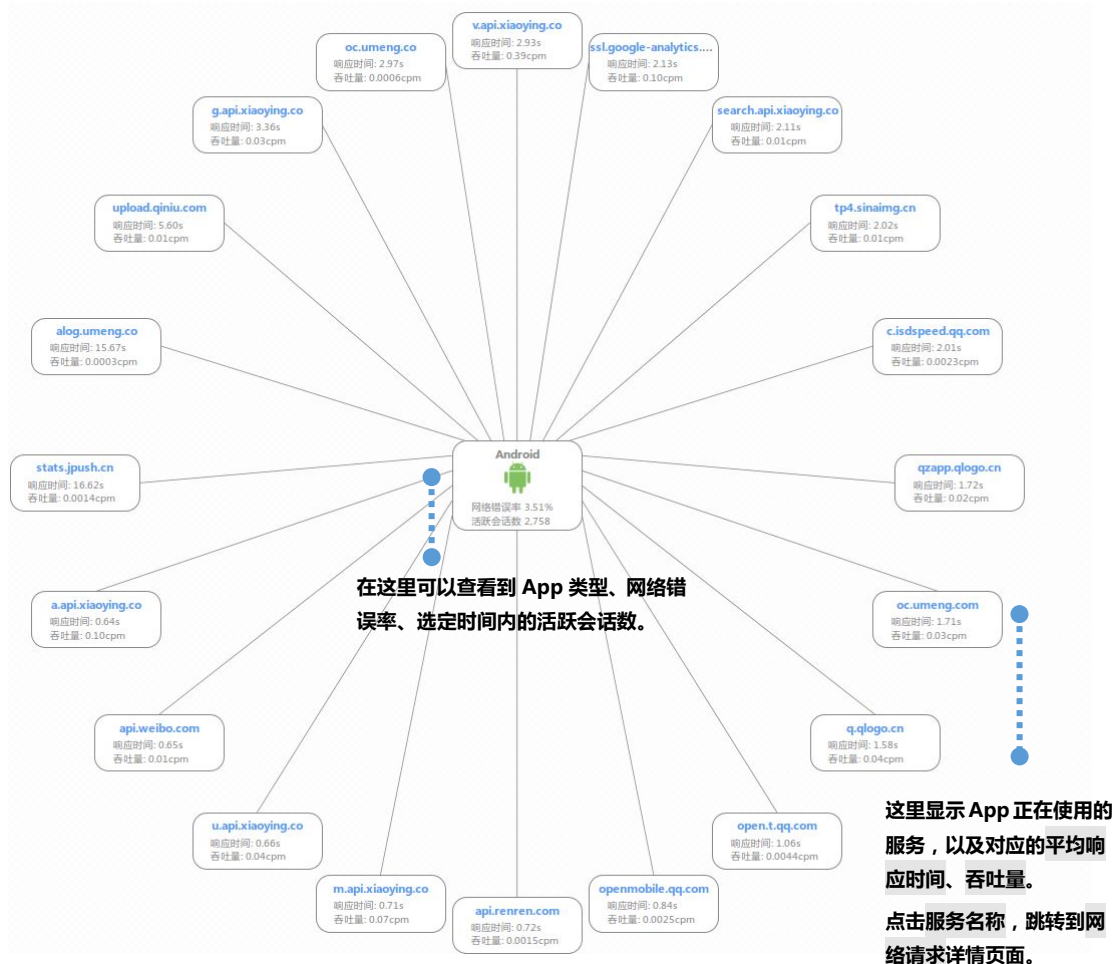 v.api.xiaoying.co
响应时间: 2.93s
吞吐量: 0.39cpm
oc.umeng.co
响应时间: 2.97s
吞吐量: 0.0006cpm
ssl.google-analytics....
响应时间: 2.13s
吞吐量: 0.10cpm
g.api.xiaoying.co
响应时间: 3.36s
吞吐量: 0.03cpm
search.api.xiaoying.co
响应时间: 2.11s
吞吐量: 0.01cpm
upload.qiniu.com
响应时间: 5.60s
吞吐量: 0.01cpm
tp4.sinaimg.cn
响应时间: 2.02s
吞吐量: 0.01cpm
alog.umeng.co
响应时间: 15.67s
吞吐量: 0.0003cpm
c.isdspeed.qq.com
响应时间: 2.01s
吞吐量: 0.0023cpm
stats.jpush.cn
响应时间: 16.62s
吞吐量: 0.0014cpm
Android
网络错误率 3.51%
活跃会话数 2,758
qzapp.qlogo.cn
响应时间: 1.72s
吞吐量: 0.02cpm
在这里可以查看到 App 类型、网络错
误率、选定时间内的活跃会话数。
a.api.xiaoying.co
响应时间: 0.64s
吞吐量: 0.10cpm
oc.umeng.com
响应时间: 1.71s
吞吐量: 0.03cpm
api.weibo.com
响应时间: 0.65s
吞吐量: 0.01cpm
q.qlogo.cn
响应时间: 1.58s
吞吐量: 0.04cpm
u.api.xiaoying.co
响应时间: 0.66s
吞吐量: 0.04cpm
open.t.qq.com
响应时间: 1.06s
吞吐量: 0.0044cpm
m.api.xiaoying.co
响应时间: 0.71s
吞吐量: 0.07cpm
api.renren.com
响应时间: 0.72s
吞吐量: 0.0015cpm
openmobile.qq.com
响应时间: 0.84s
吞吐量: 0.0025cpm
这里显示 App 正在使用的
服务，以及对应的平均响
应时间、吞吐量。
点击服务名称，跳转到网
络请求详情页面。